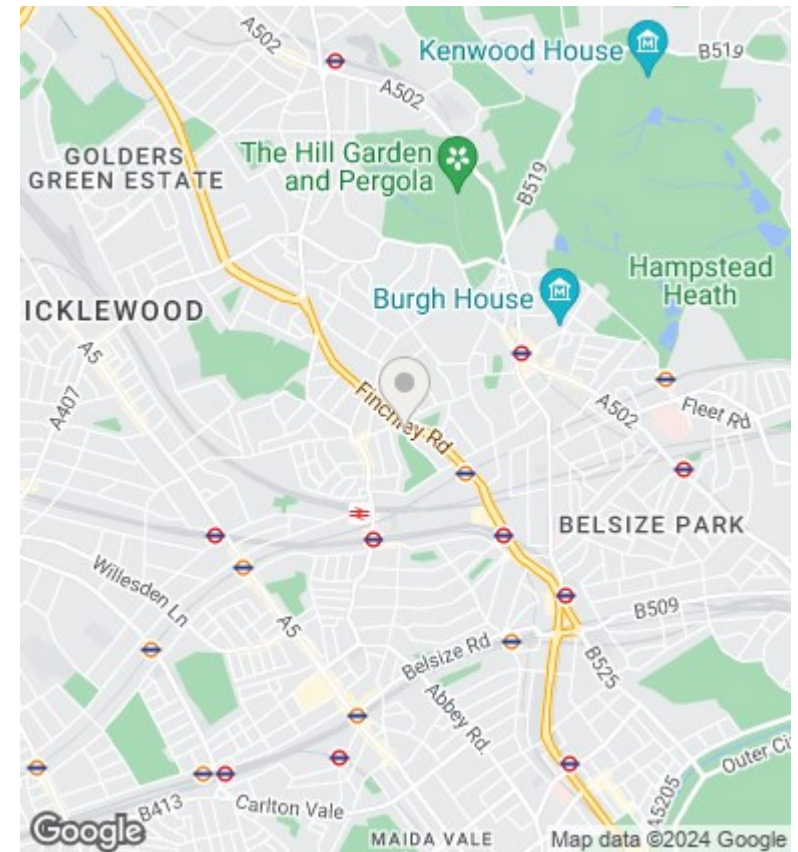 A502
Kenwood House
B519
A502
GOLDERS
GREEN ESTATE
The Hill Garden
and Pergola
B519
Hampstead
Heath
ICKLEWOOD
Burgh House
A5
A407
Finchley Rd
A502
Fleet Rd
BELSIZE PARK
Willesden Ln
A5
B509
Belsize Rd
B525
Abbey Rd.
Outer Ci
A5205
B413
Carlton Vale
Google
MAIDA VALE
Map data ©2024 Google